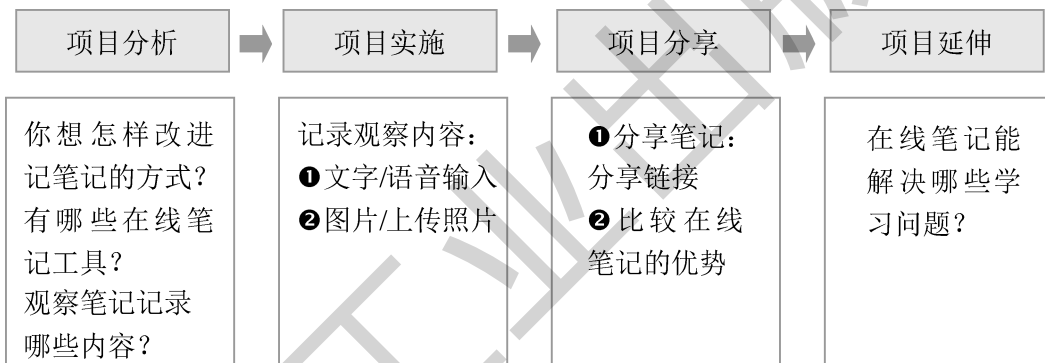 项目分析
项目实施
项目分享
项目延伸
你想怎样改进
记笔记的方式？
有哪些在线笔
记工具？
观察笔记记录
哪些内容？
记录观察内容：
❶文字/语音输入
❷图片/上传照片
❶分享笔记：
分享链接
❷比较在线
笔记的优势
在线笔记能
解决哪些学
习问题？